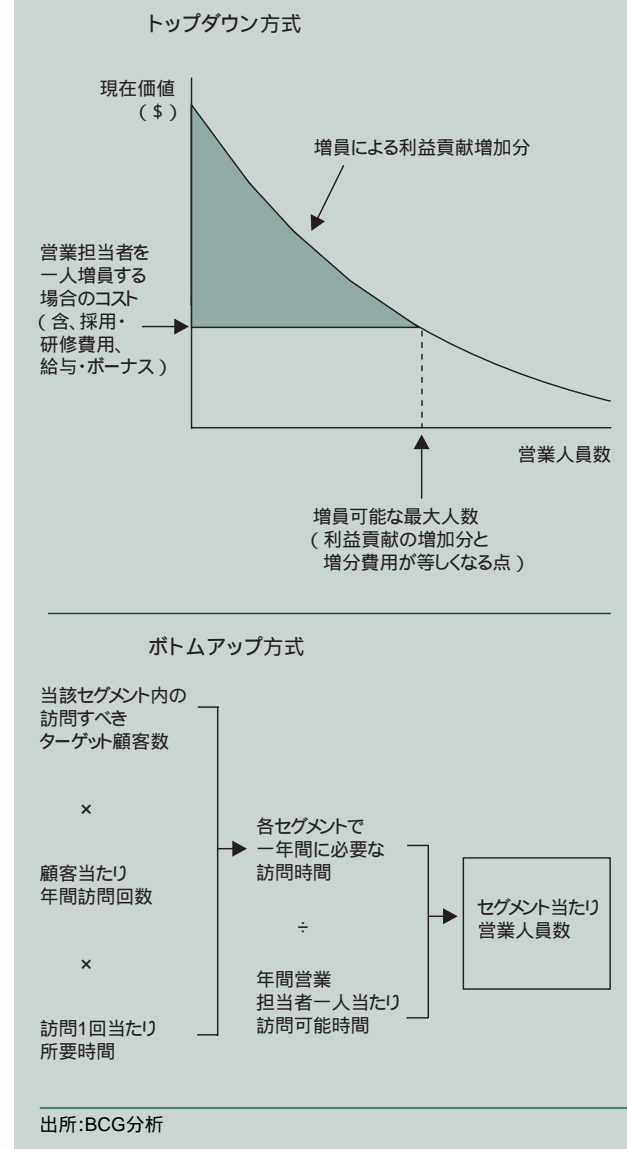 トップダウン方式
現在価値
( $ )
増員による利益貢献増加分
営業担当者を
一人増員する
場合のコスト
( 含、採用・
研修費用、
給与・ボーナス )
営業人員数
増員可能な最大人数
( 利益貢献の増加分と
増分費用が等しくなる点 )
ボトムアップ方式
当該セグメント内の
訪問すべき
ターゲット顧客数
×
顧客当たり
年間訪問回数
×
訪問1回当たり
所要時間
各セグメントで
一年間に必要な
訪問時間
÷
年間営業
担当者一人当たり
訪問可能時間
セグメント当たり
営業人員数
出所:BCG分析